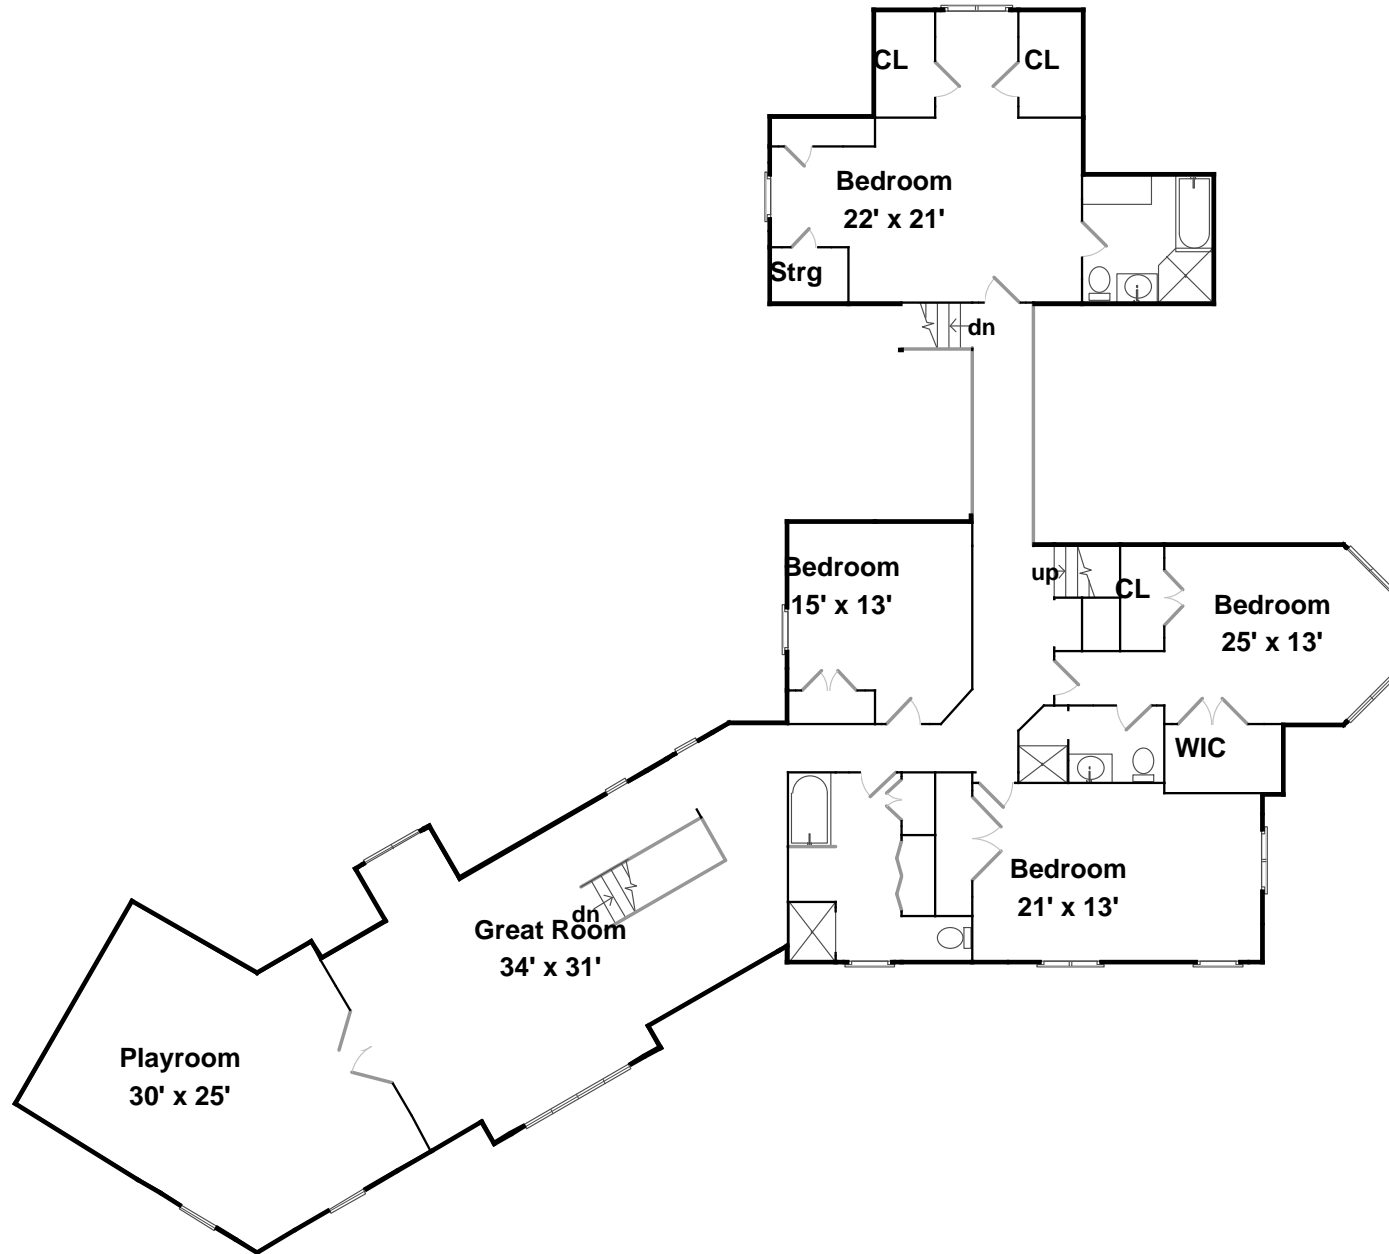 CL
CL
Bedroom
22' x 21'
Strg
dn
Bedroom
15' x 13'
up
CL
Bedroom
25' x 13'
WIC
Bedroom
21' x 13'
dn
Great Room
34' x 31'
Playroom
30' x 25'